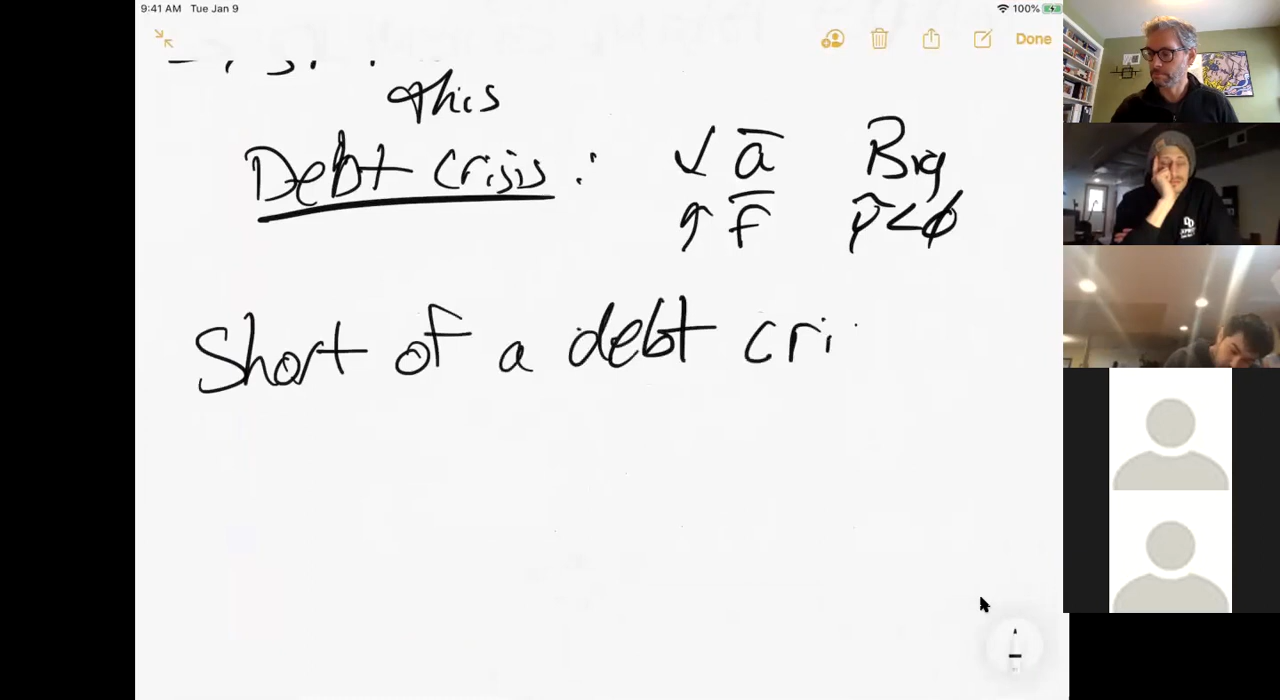 9:41 AM Tue Jan 9
100%
Done
this
Debt crisis: ↓ a̅ Big
↑ f̅ p̃<φ
Short of a debt cri